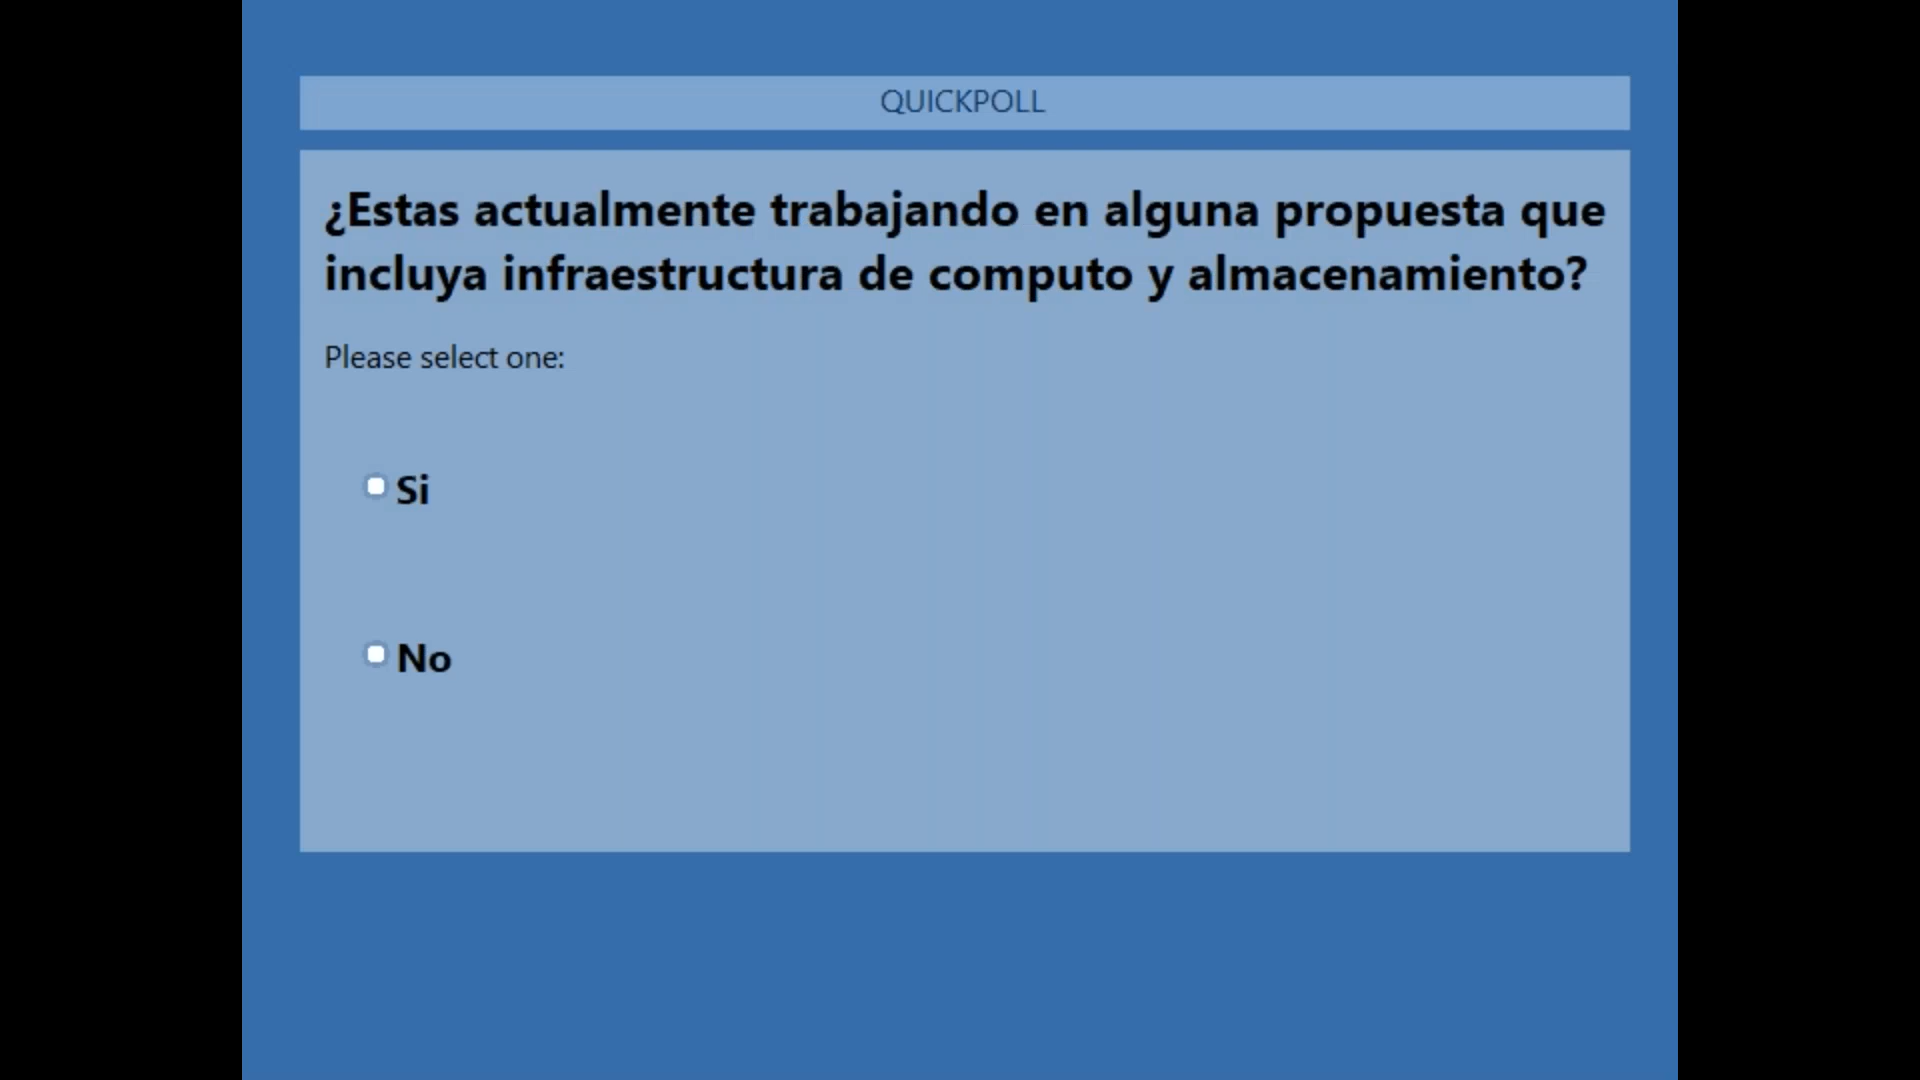 QUICKPOLL
¿Estas actualmente trabajando en alguna propuesta que
incluya infraestructura de computo y almacenamiento?
Please select one:
Si
No